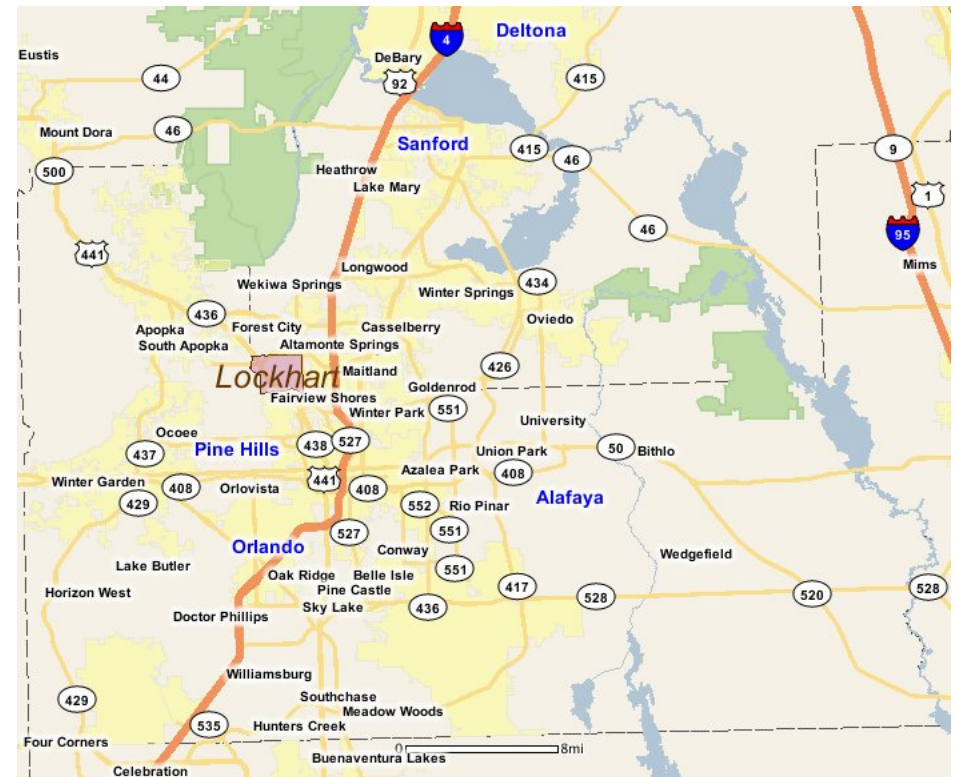 Deltona
4
Eustis
DeBary
44
92
415
Mount Dora
46
Sanford
415
46
9
500
Heathrow
Lake Mary
1
46
95
441
Mims
Longwood
Wekiwa Springs
434
Winter Springs
436
Oviedo
Apopka
Forest City
Casselberry
South Apopka
Altamonte Springs
426
Lockhart
Maitland
Goldenrod
Fairview Shores
551
Winter Park
University
Ocoee
438
527
Pine Hills
437
Union Park
50
Bithlo
Azalea Park
408
Winter Garden
408
Orlovista
441
408
Alafaya
429
552
Rio Pinar
527
551
Orlando
Conway
Wedgefield
Lake Butler
551
Oak Ridge
Belle Isle
417
Horizon West
Pine Castle
528
520
528
Sky Lake
436
Doctor Phillips
Williamsburg
429
Southchase
Meadow Woods
535
Hunters Creek
Four Corners
0
8mi
Buenaventura Lakes
Celebration